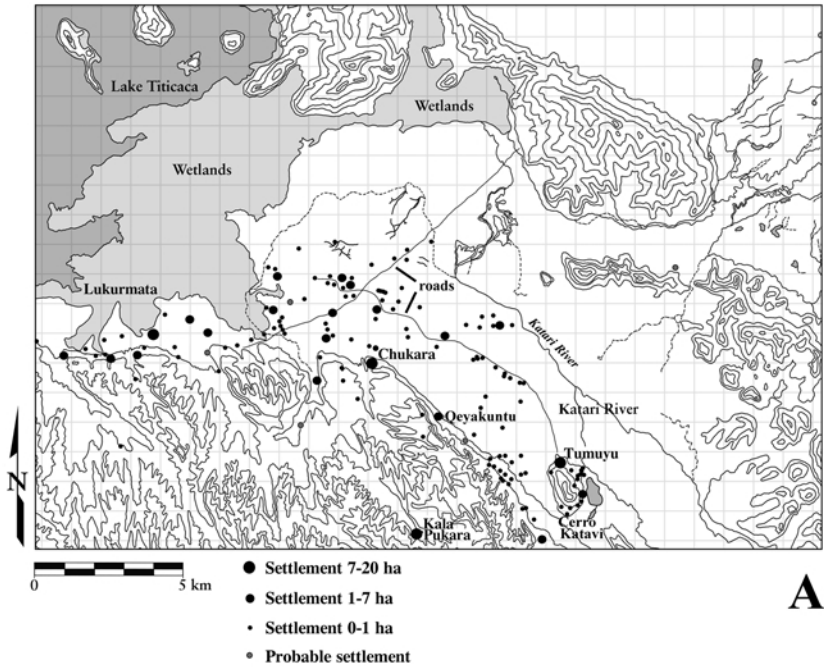 Lake Titicaca
Wetlands
Wetlands
Lukurmata
roads
Katari River
Chukara
Katari River
Qeyakuntu
Tumuyu
Kala
Pukara
Cerro
Katavi
N
0
5 km
Settlement 7-20 ha
Settlement 1-7 ha
Settlement 0-1 ha
Probable settlement
A